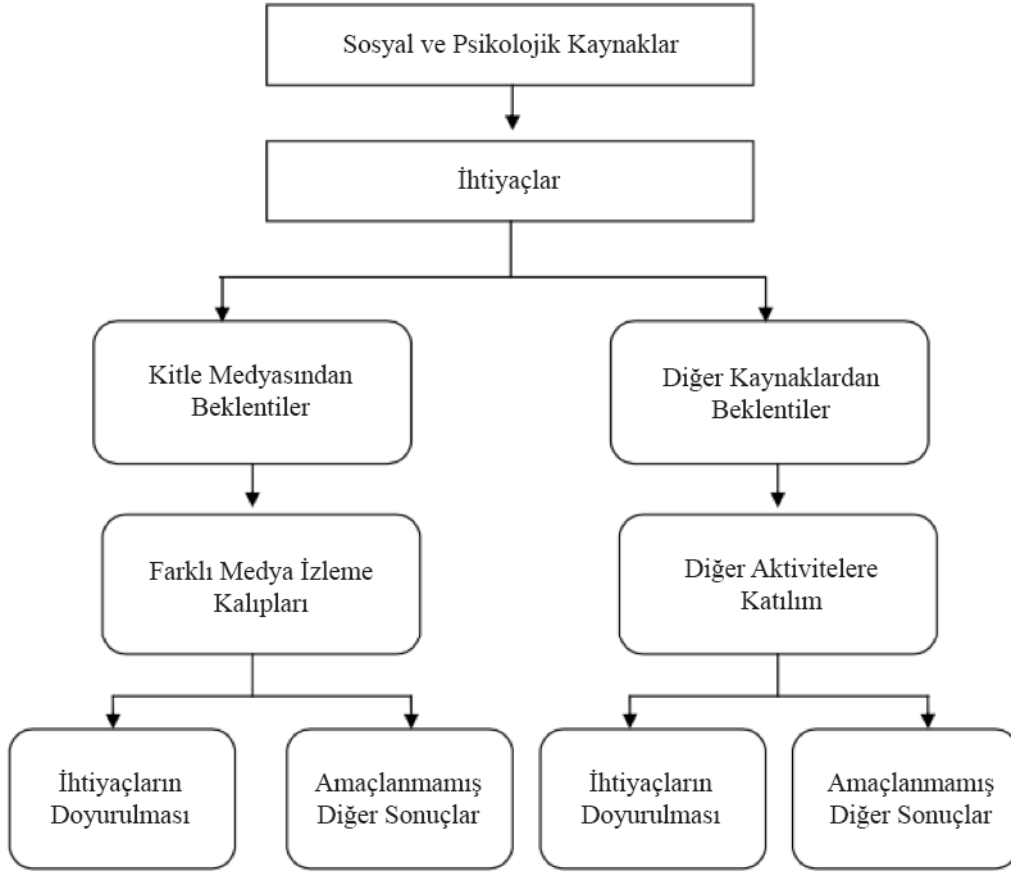 Sosyal ve Psikolojik Kaynaklar
İhtiyaçlar
Kitle Medyasından
Beklentiler
Diğer Kaynaklardan
Beklentiler
Farklı Medya İzleme
Kalıpları
Diğer Aktivitelere
Katılım
İhtiyaçların
Doyurulması
Amaçlanmamış
Diğer Sonuçlar
İhtiyaçların
Doyurulması
Amaçlanmamış
Diğer Sonuçlar